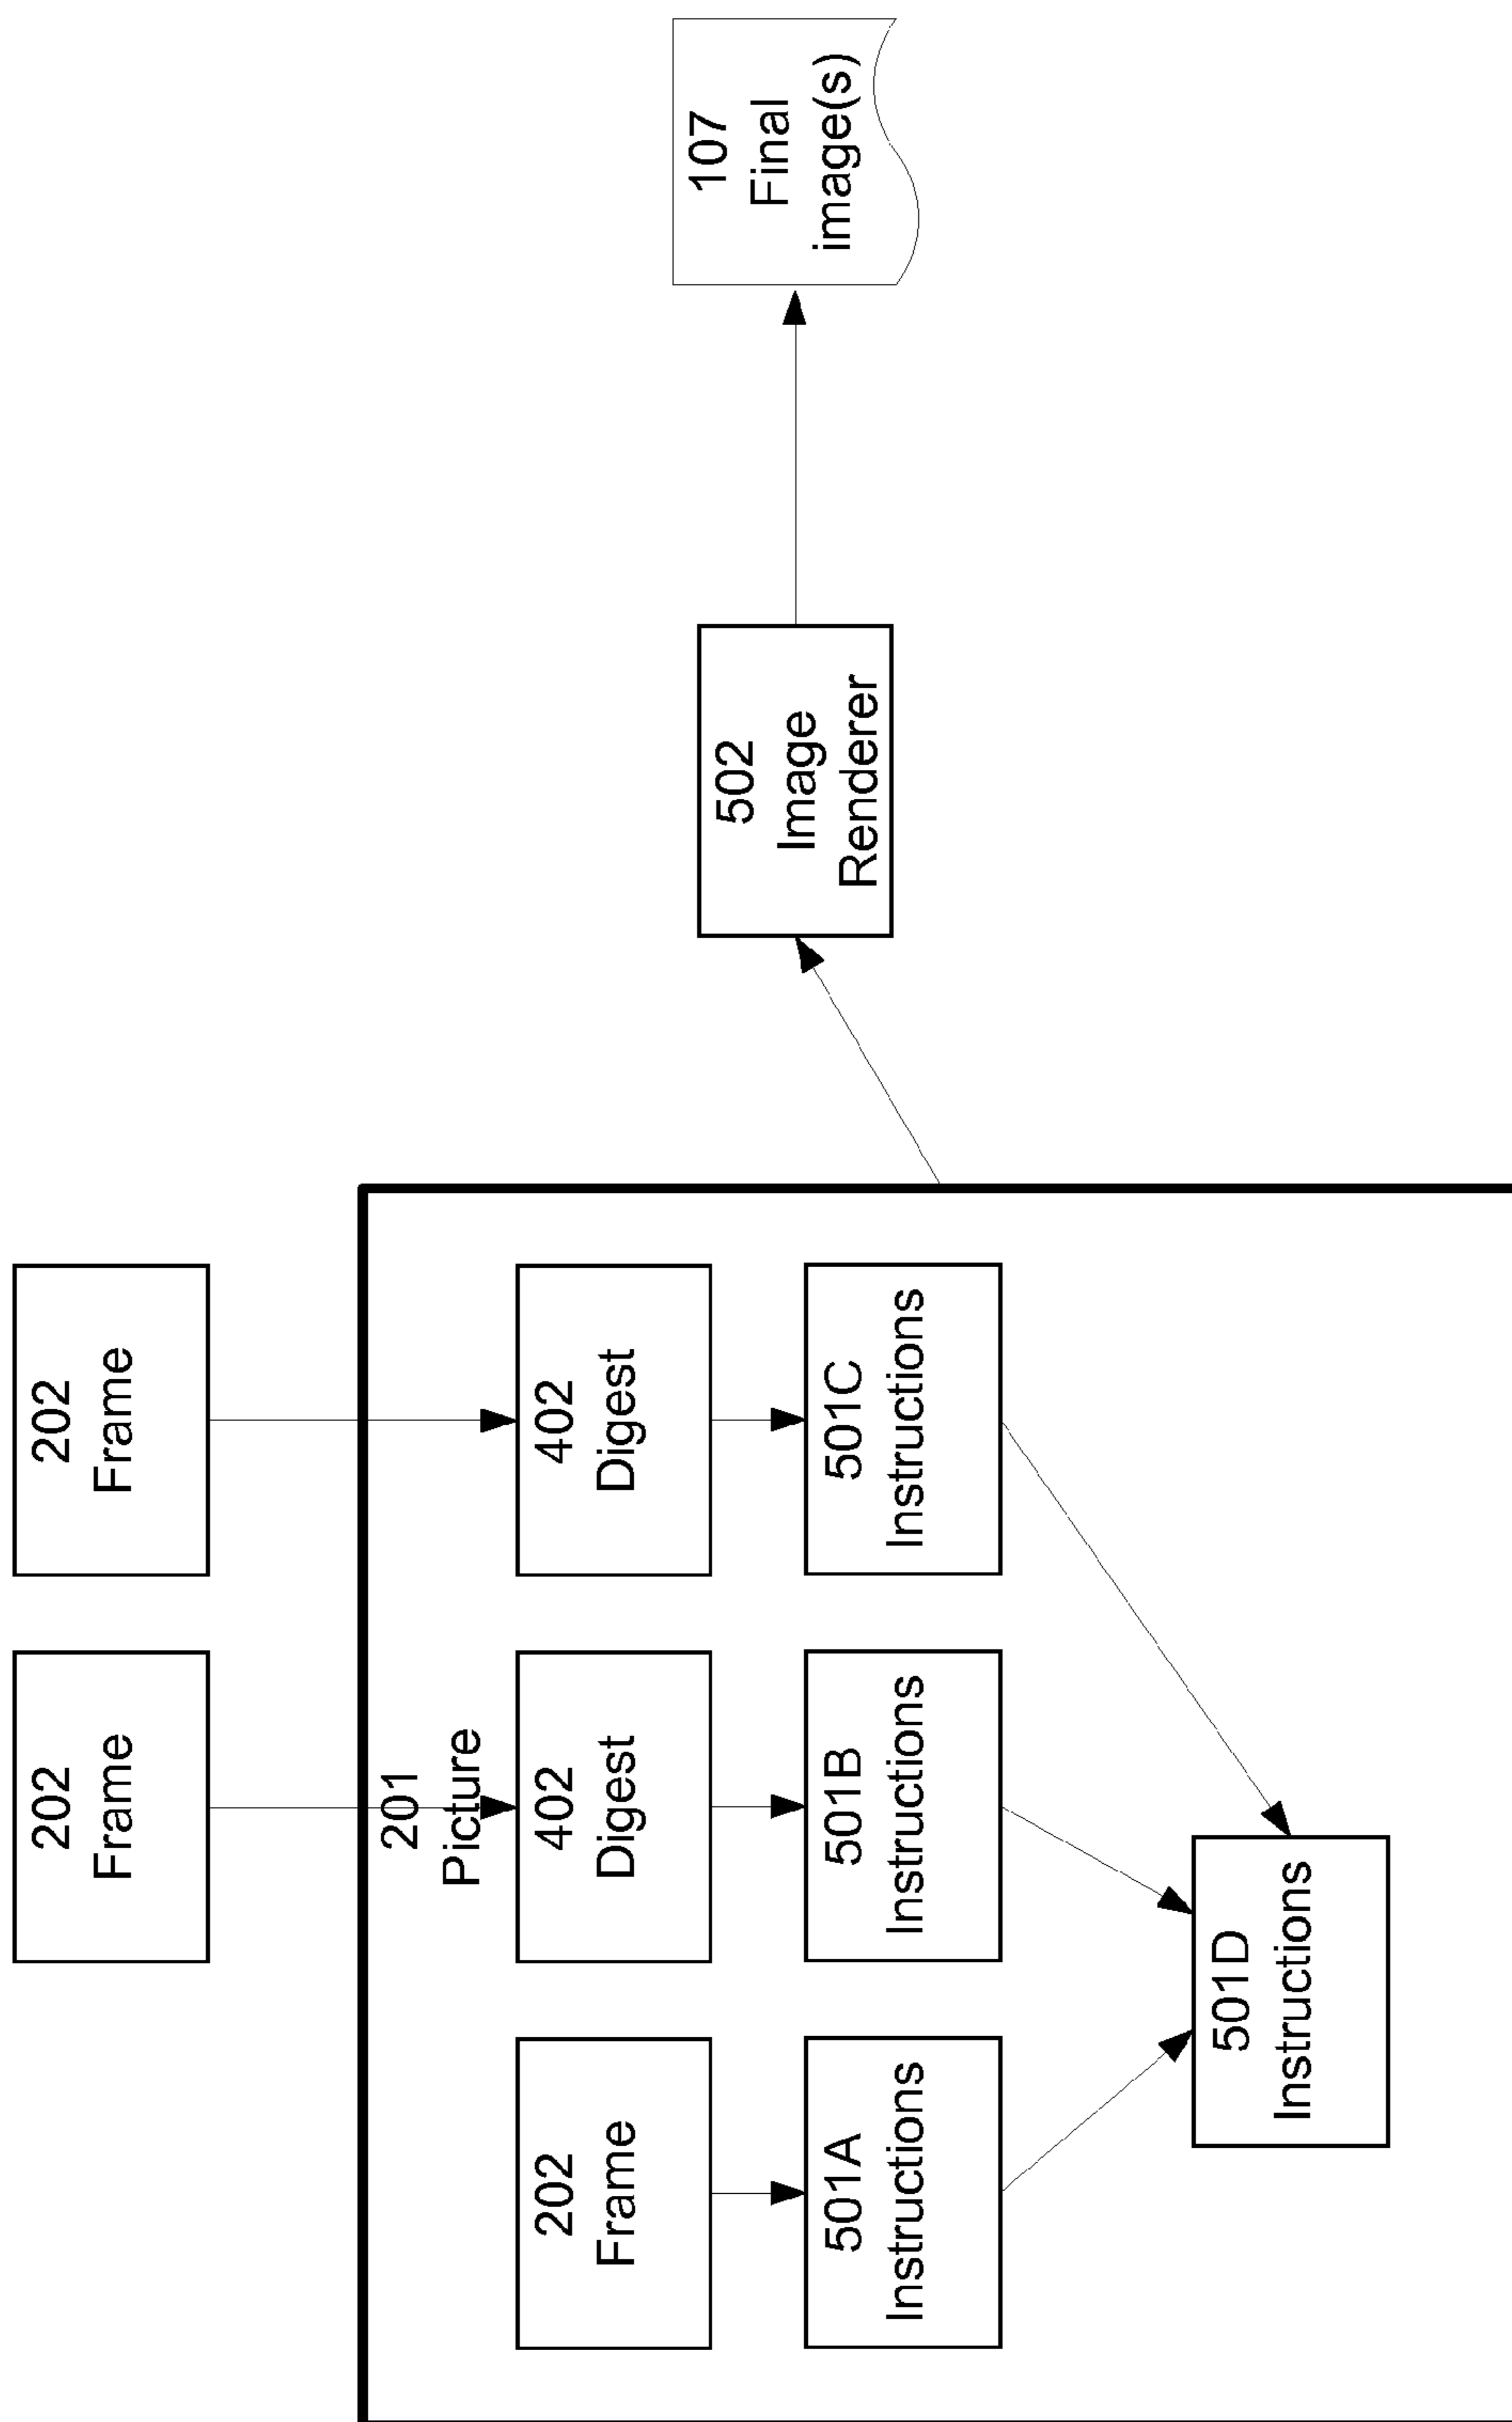 202
Frame
202
Frame
201
Picture
202
Frame
402
Digest
402
Digest
501A
Instructions
501B
Instructions
501C
Instructions
501D
Instructions
502
Image
Renderer
107
Final
image(s)